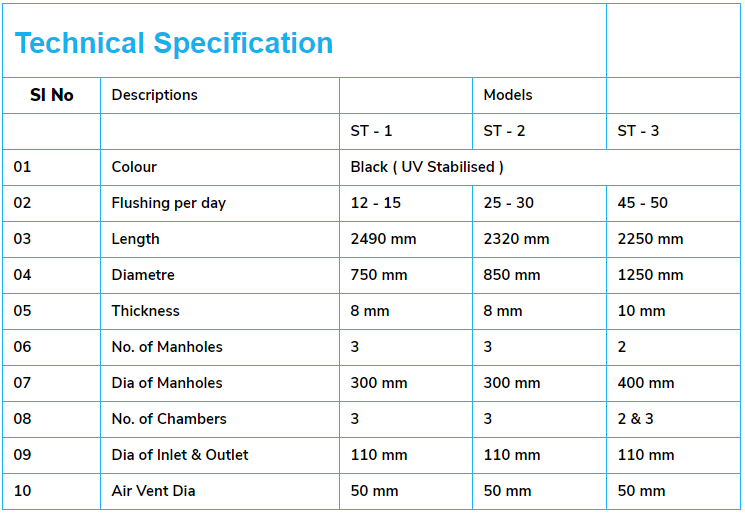 Technical Specification
Sl No Descriptions Models
ST - 1 ST - 2 ST - 3
01 Colour Black ( UV Stabilised )
02 Flushing per day 12 - 15 25 - 30 45 - 50
03 Length 2490 mm 2320 mm 2250 mm
04 Diametre 750 mm 850 mm 1250 mm
05 Thickness 8 mm 8 mm 10 mm
06 No. of Manholes 3 3 2
07 Dia of Manholes 300 mm 300 mm 400 mm
08 No. of Chambers 3 3 2 & 3
09 Dia of Inlet & Outlet 110 mm 110 mm 110 mm
10 Air Vent Dia 50 mm 50 mm 50 mm